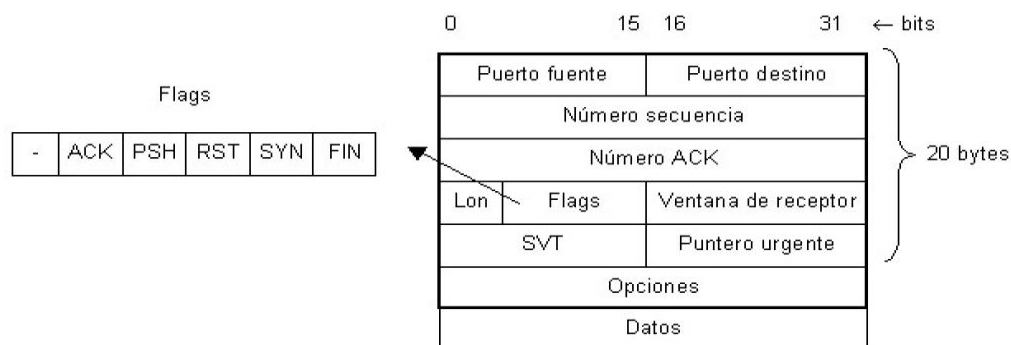 0 15 16 31 ← bits
Flags
- ACK PSH RST SYN FIN
Puerto fuente Puerto destino
Número secuencia
Número ACK
Lon Flags Ventana de receptor
SVT Puntero urgente
Opciones
Datos
20 bytes